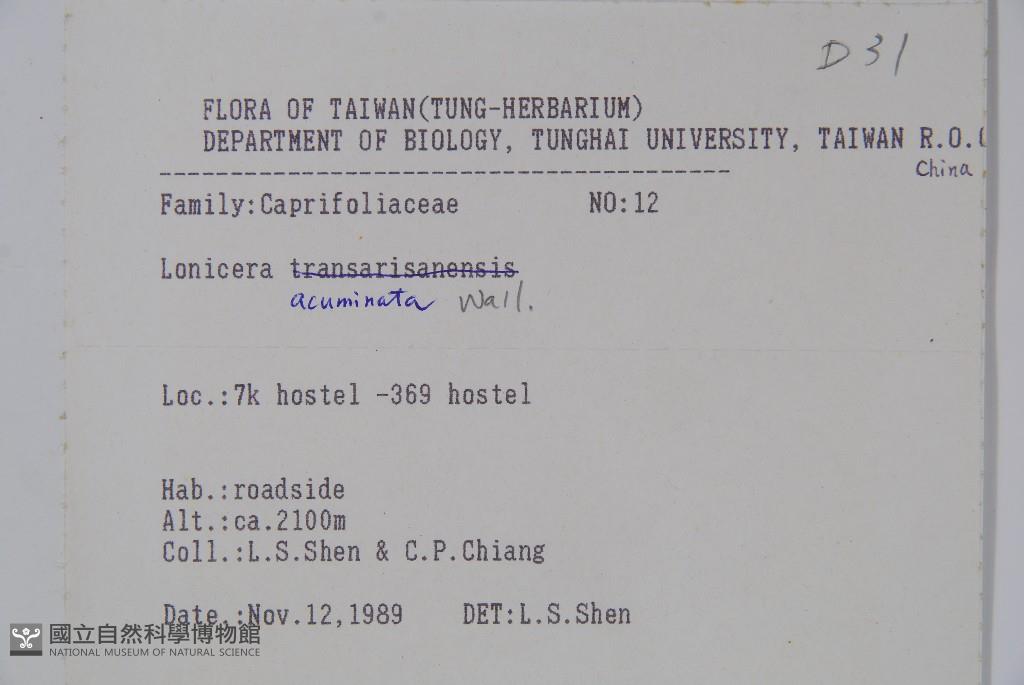 D31
FLORA OF TAIWAN(TUNG-HERBARIUM)
DEPARTMENT OF BIOLOGY, TUNGHAI UNIVERSITY, TAIWAN R.O.C
China
----------------------------------------
Family:Caprifoliaceae NO:12
Lonicera transarisanensis
acuminata Wall.
Loc.:7k hostel -369 hostel
Hab.:roadside
Alt.:ca.2100m
Coll.:L.S.Shen & C.P.Chiang
Date.:Nov.12,1989 DET:L.S.Shen
國立自然科學博物館
NATIONAL MUSEUM OF NATURAL SCIENCE